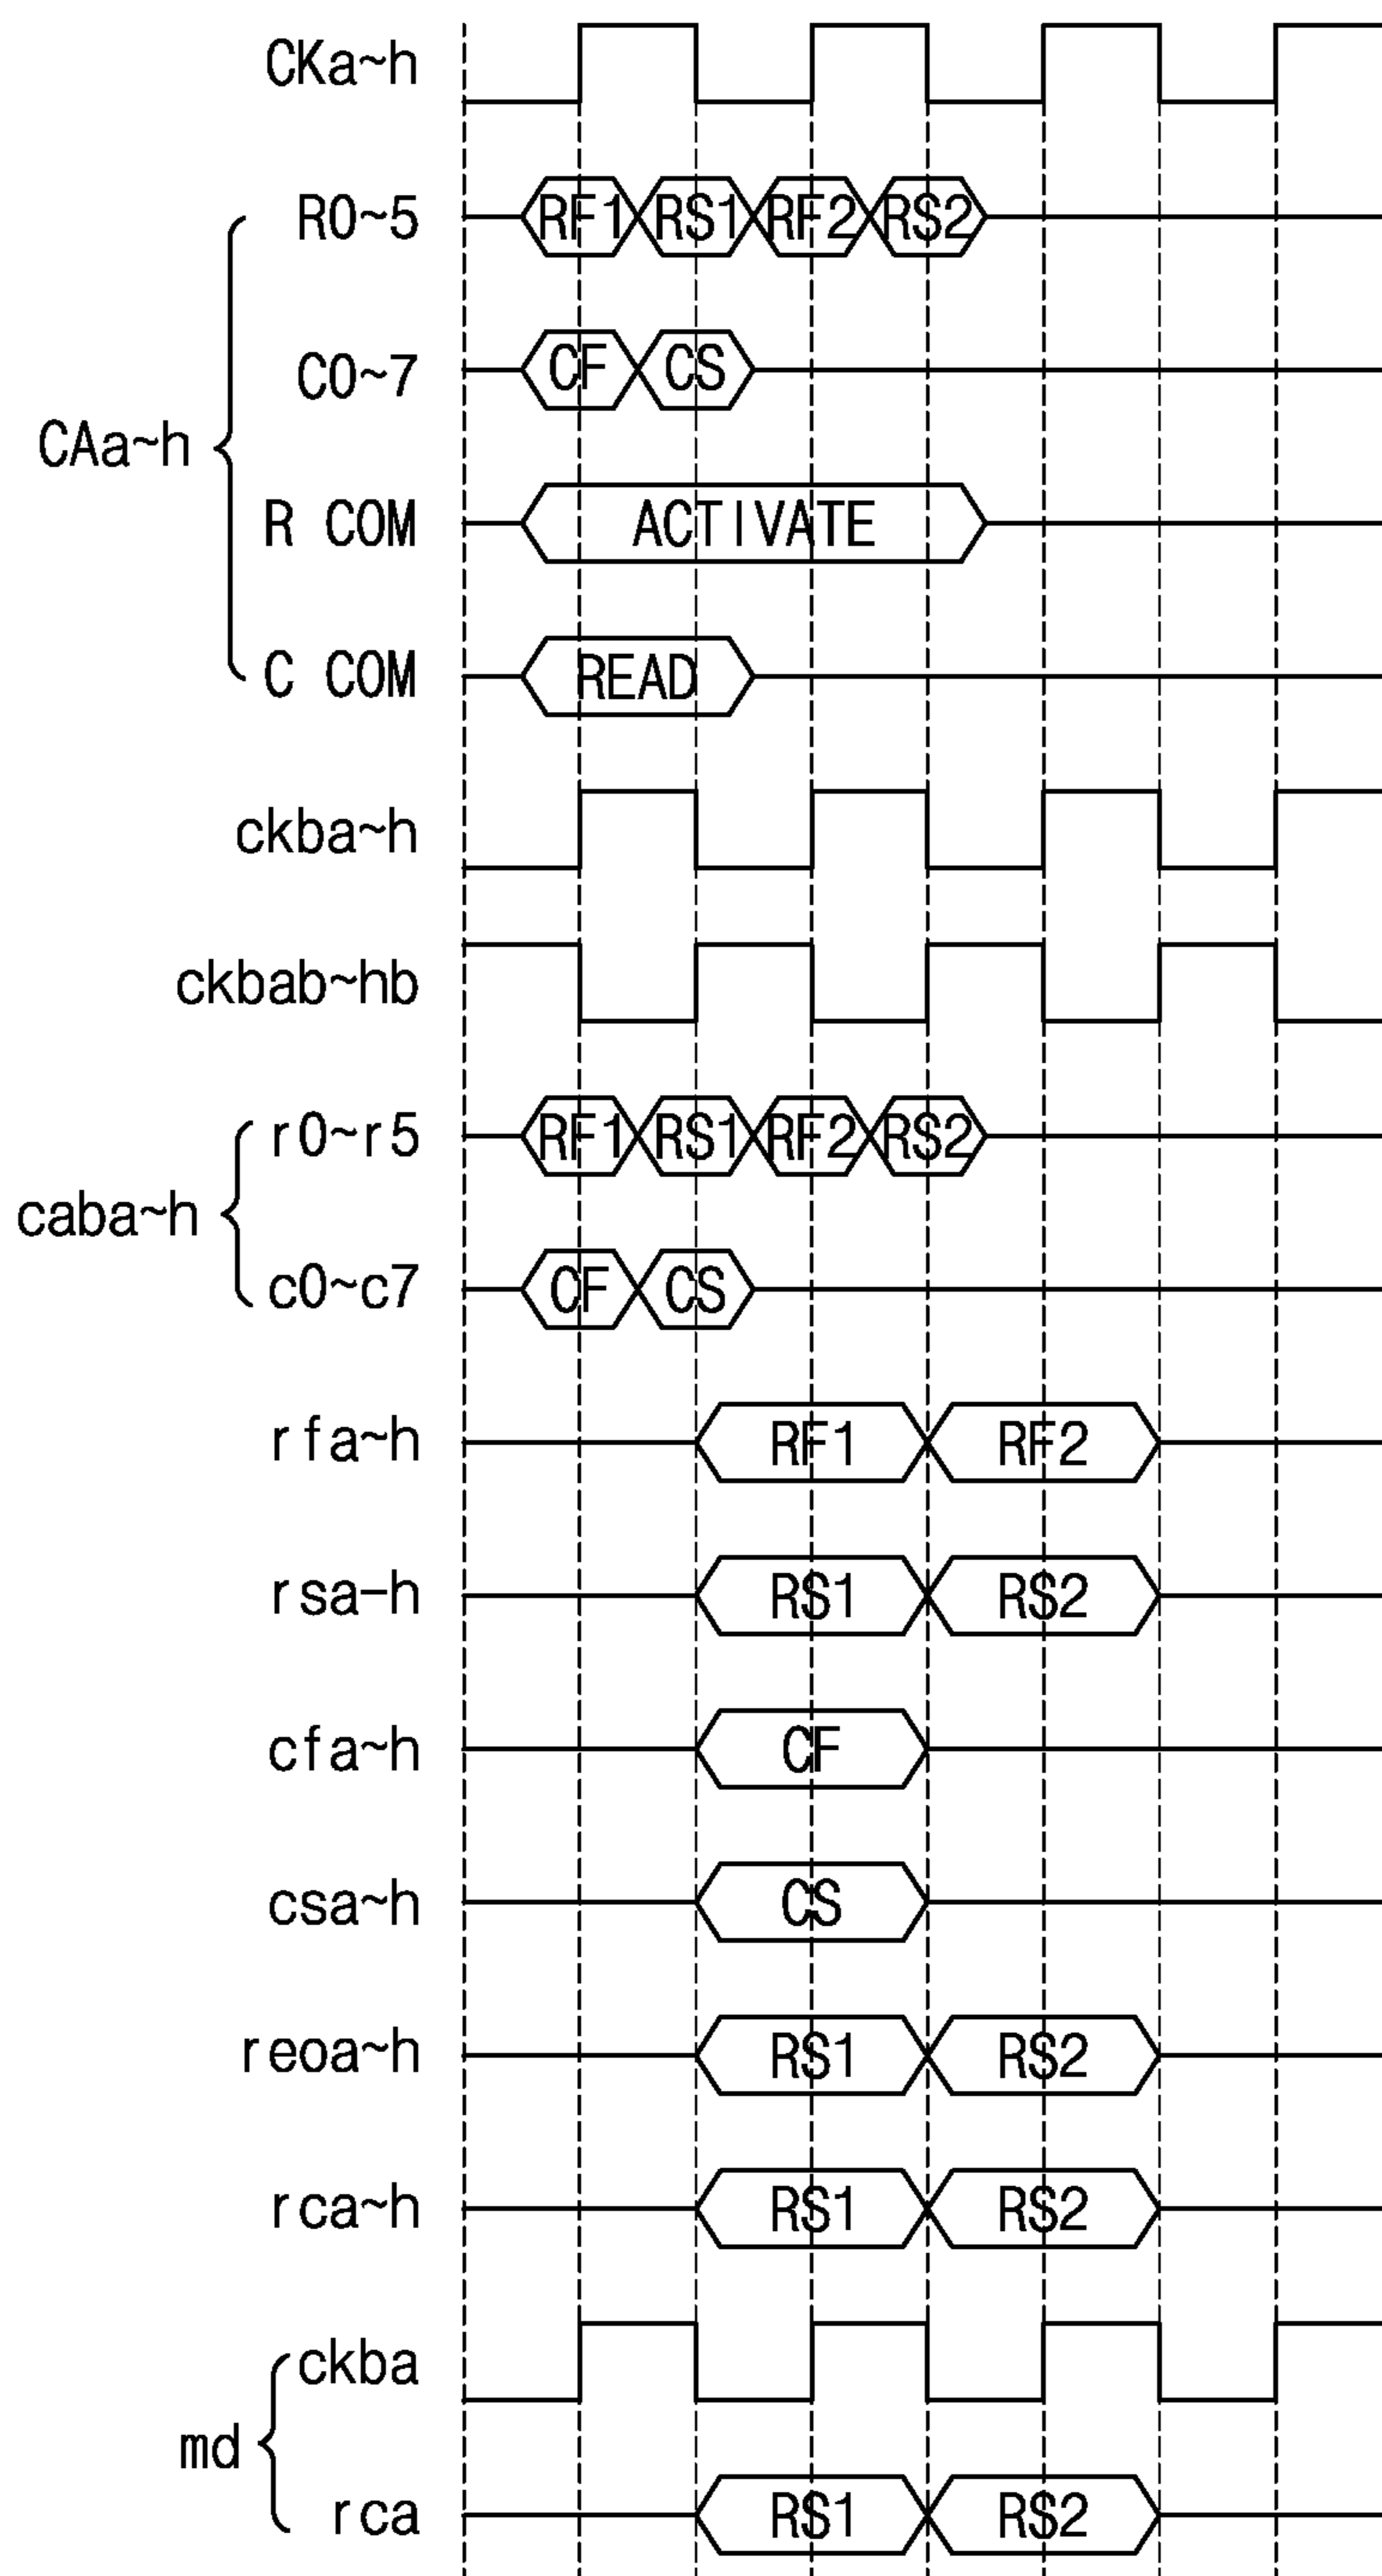 CKa~h
R0~5 RF1 RS1 RF2 RS2
C0~7 CF CS
CAa~h
R COM ACTIVATE
C COM READ
ckba~h
ckbab~hb
r0~r5 RF1 RS1 RF2 RS2
caba~h
c0~c7 CF CS
rfa~h RF1 RF2
rsa-h RS1 RS2
cfa~h CF
csa~h CS
reoa~h RS1 RS2
rca~h RS1 RS2
ckba
md
rca RS1 RS2